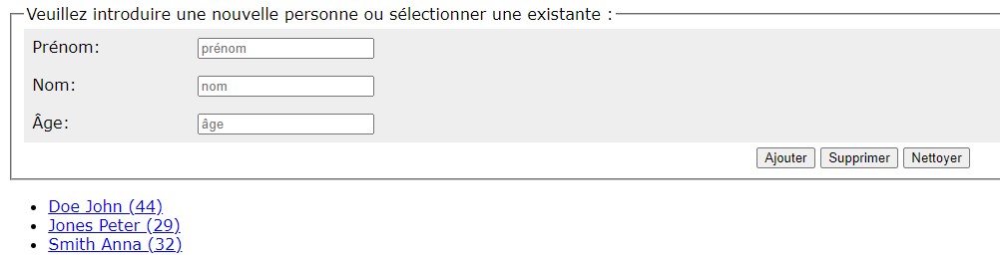 Veuillez introduire une nouvelle personne ou sélectionner une existante :
Prénom: prénom
Nom: nom
Âge: âge
Ajouter Supprimer Nettoyer
Doe John (44)
Jones Peter (29)
Smith Anna (32)